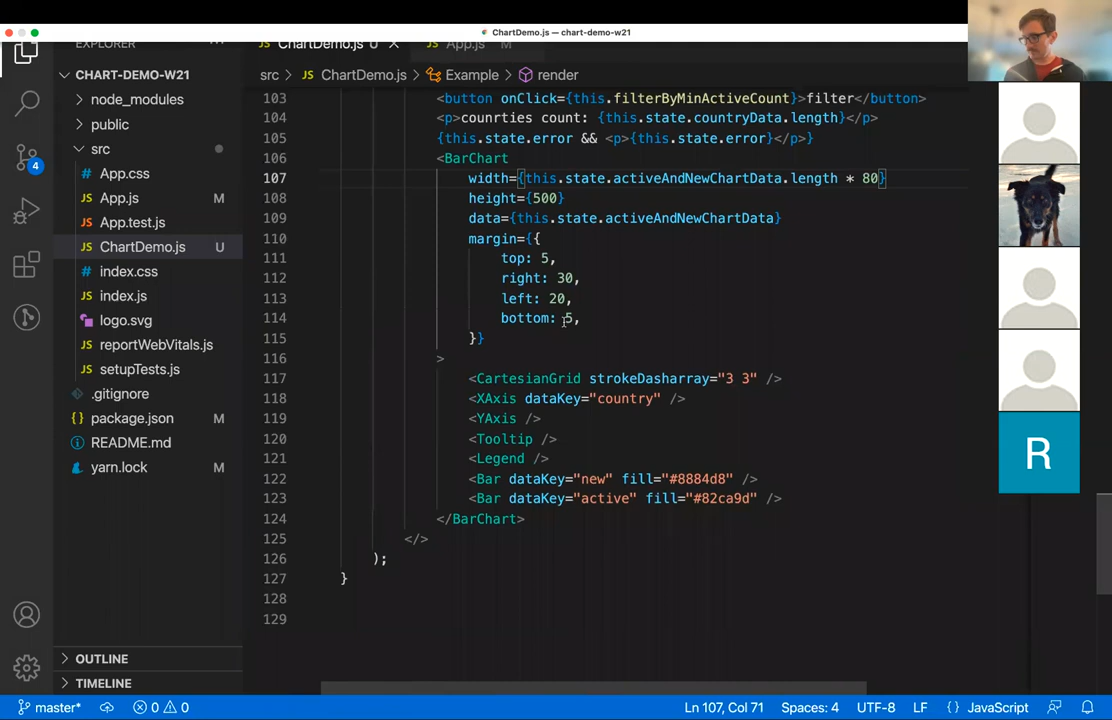 ChartDemo.js — chart-demo-w21
EXPLORER
ChartDemo.js U
App.js M
CHART-DEMO-W21
node_modules
public
src
App.css
App.js M
App.test.js
ChartDemo.js U
index.css
index.js
logo.svg
reportWebVitals.js
setupTests.js
.gitignore
package.json M
README.md
yarn.lock M
OUTLINE
TIMELINE
4
src > JS ChartDemo.js > Example > render
103 <button onClick={this.filterByMinActiveCount}>filter</button>
104 <p>counrties count: {this.state.countryData.length}</p>
105 {this.state.error && <p>{this.state.error}</p>}
106 <BarChart
107 width={this.state.activeAndNewChartData.length * 80}
108 height={500}
109 data={this.state.activeAndNewChartData}
110 margin={{
111 top: 5,
112 right: 30,
113 left: 20,
114 bottom: 5,
115 }}
116 >
117 <CartesianGrid strokeDasharray="3 3" />
118 <XAxis dataKey="country" />
119 <YAxis />
120 <Tooltip />
121 <Legend />
122 <Bar dataKey="new" fill="#8884d8" />
123 <Bar dataKey="active" fill="#82ca9d" />
124 </BarChart>
125 </>
126 );
127 }
128
129
R
master* 0 0 Ln 107, Col 71 Spaces: 4 UTF-8 LF {} JavaScript